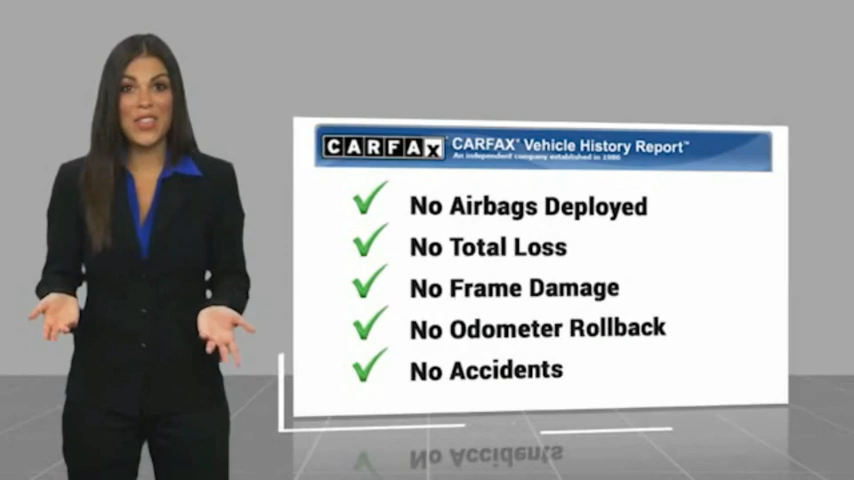 CARFAX CARFAX® Vehicle History Report™
An independent company established in 1986
No Airbags Deployed
No Total Loss
No Frame Damage
No Odometer Rollback
No Accidents
No Accidents